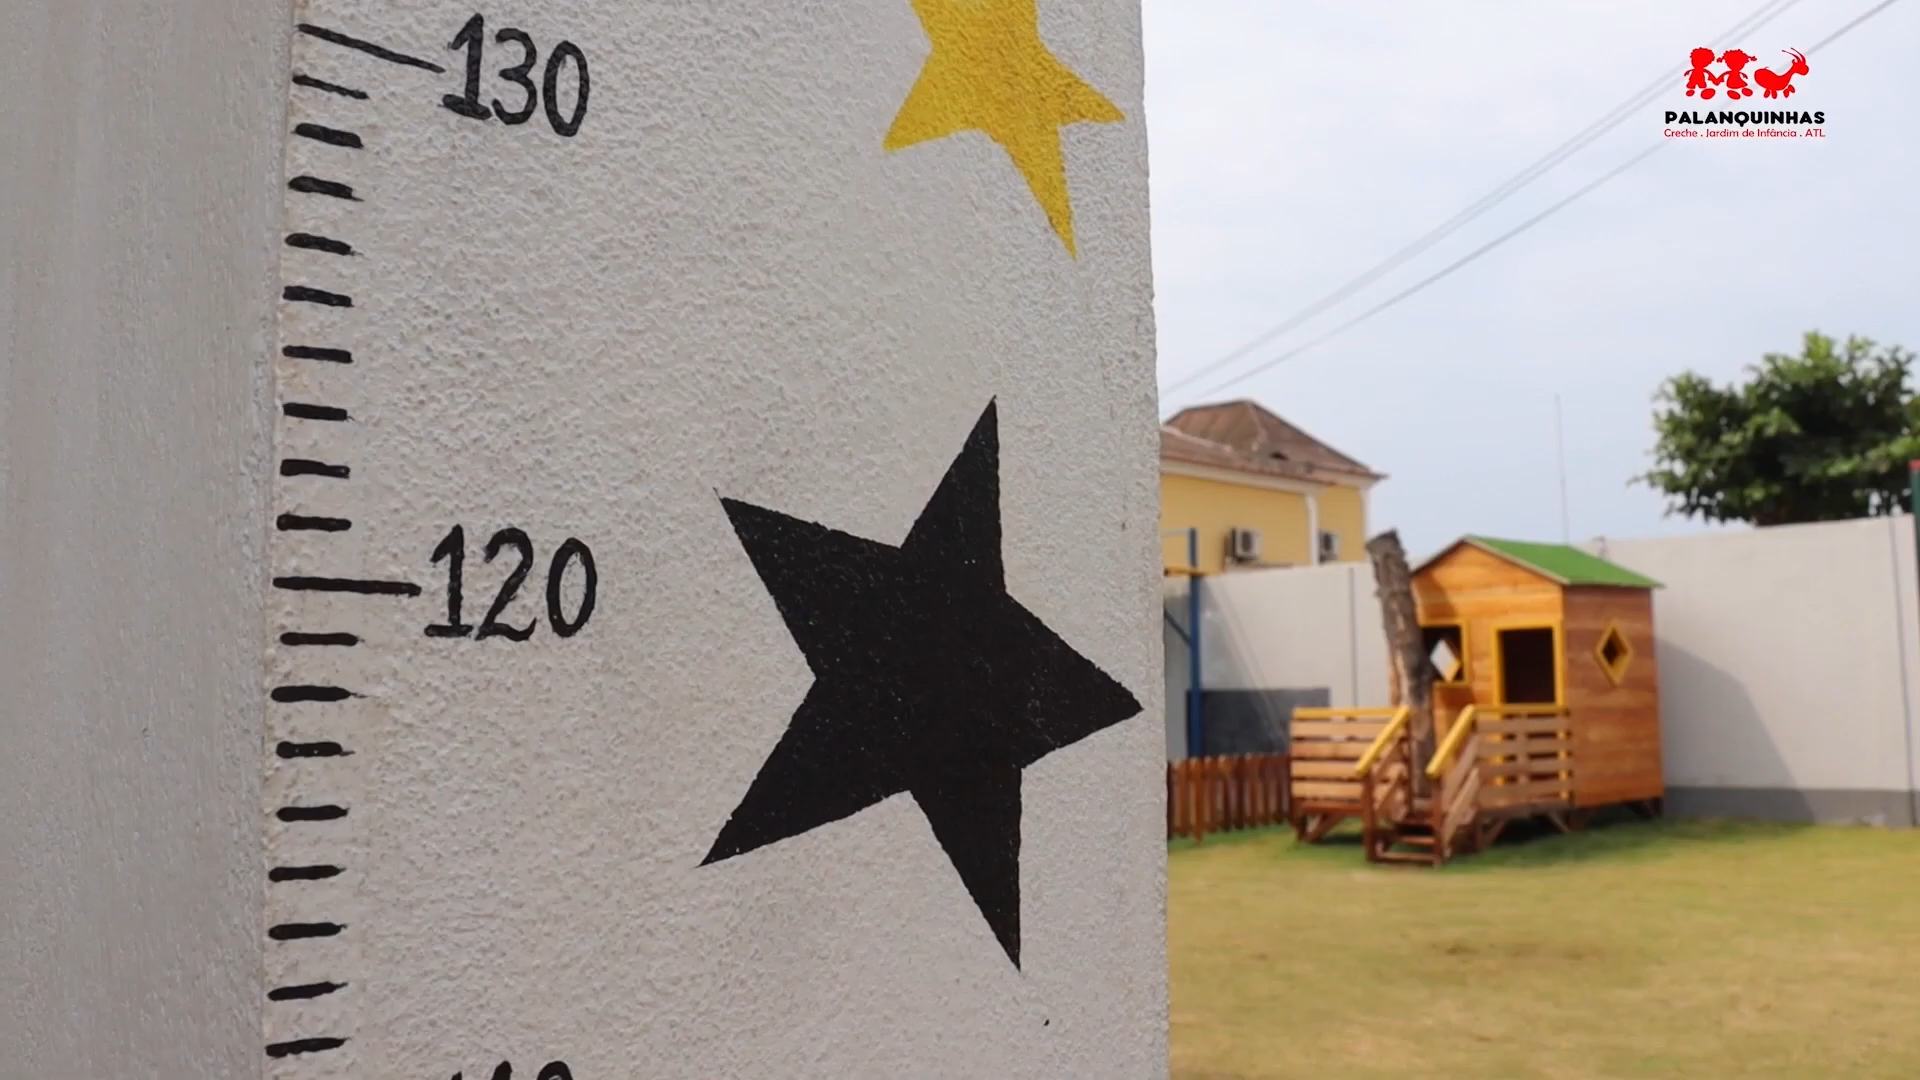 130
120
PALANQUINHAS
Creche . Jardim de Infância . ATL